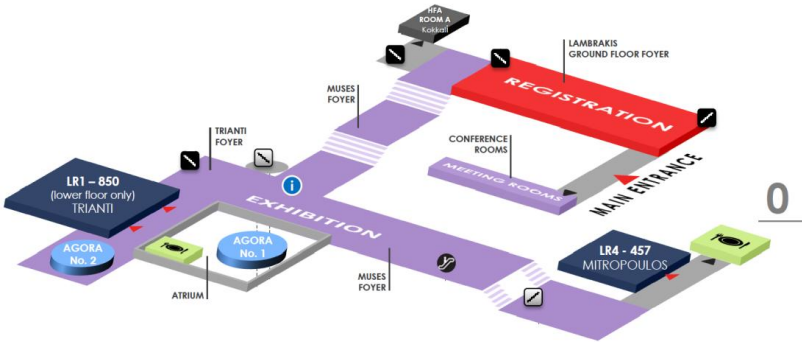 HFA
ROOM A
Kokkali
LAMBRAKIS
GROUND FLOOR FOYER
REGISTRATION
MUSES
FOYER
TRIANTI
FOYER
CONFERENCE
ROOMS
MEETING ROOMS
MAIN ENTRANCE
LR1 – 850
(lower floor only)
TRIANTI
i
EXHIBITION
0
AGORA
No. 2
AGORA
No. 1
LR4 - 457
MITROPOULOS
ATRIUM
MUSES
FOYER